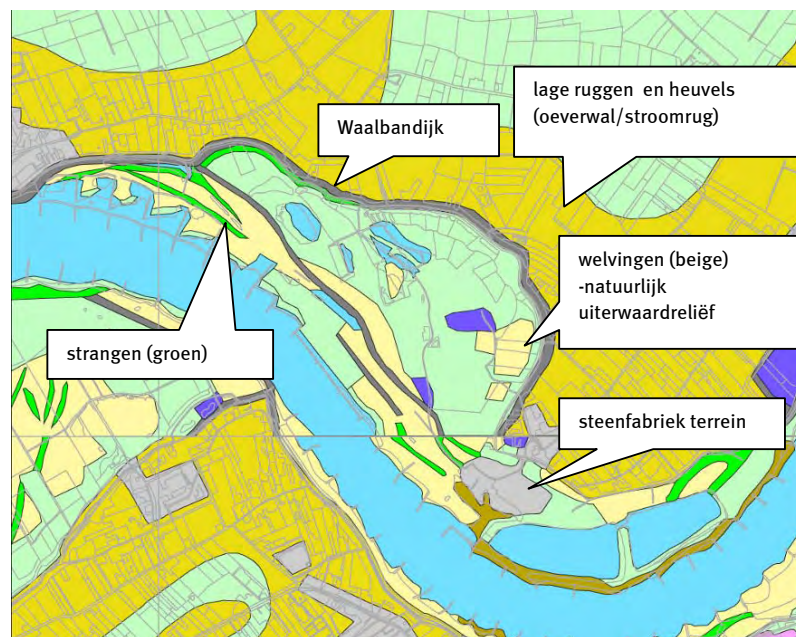 lage ruggen en heuvels
(oeverwal/stroomrug)
Waalbandijk
welvingen (beige)
-natuurlijk
uiterwaardreliëf
strangen (groen)
steenfabriek terrein